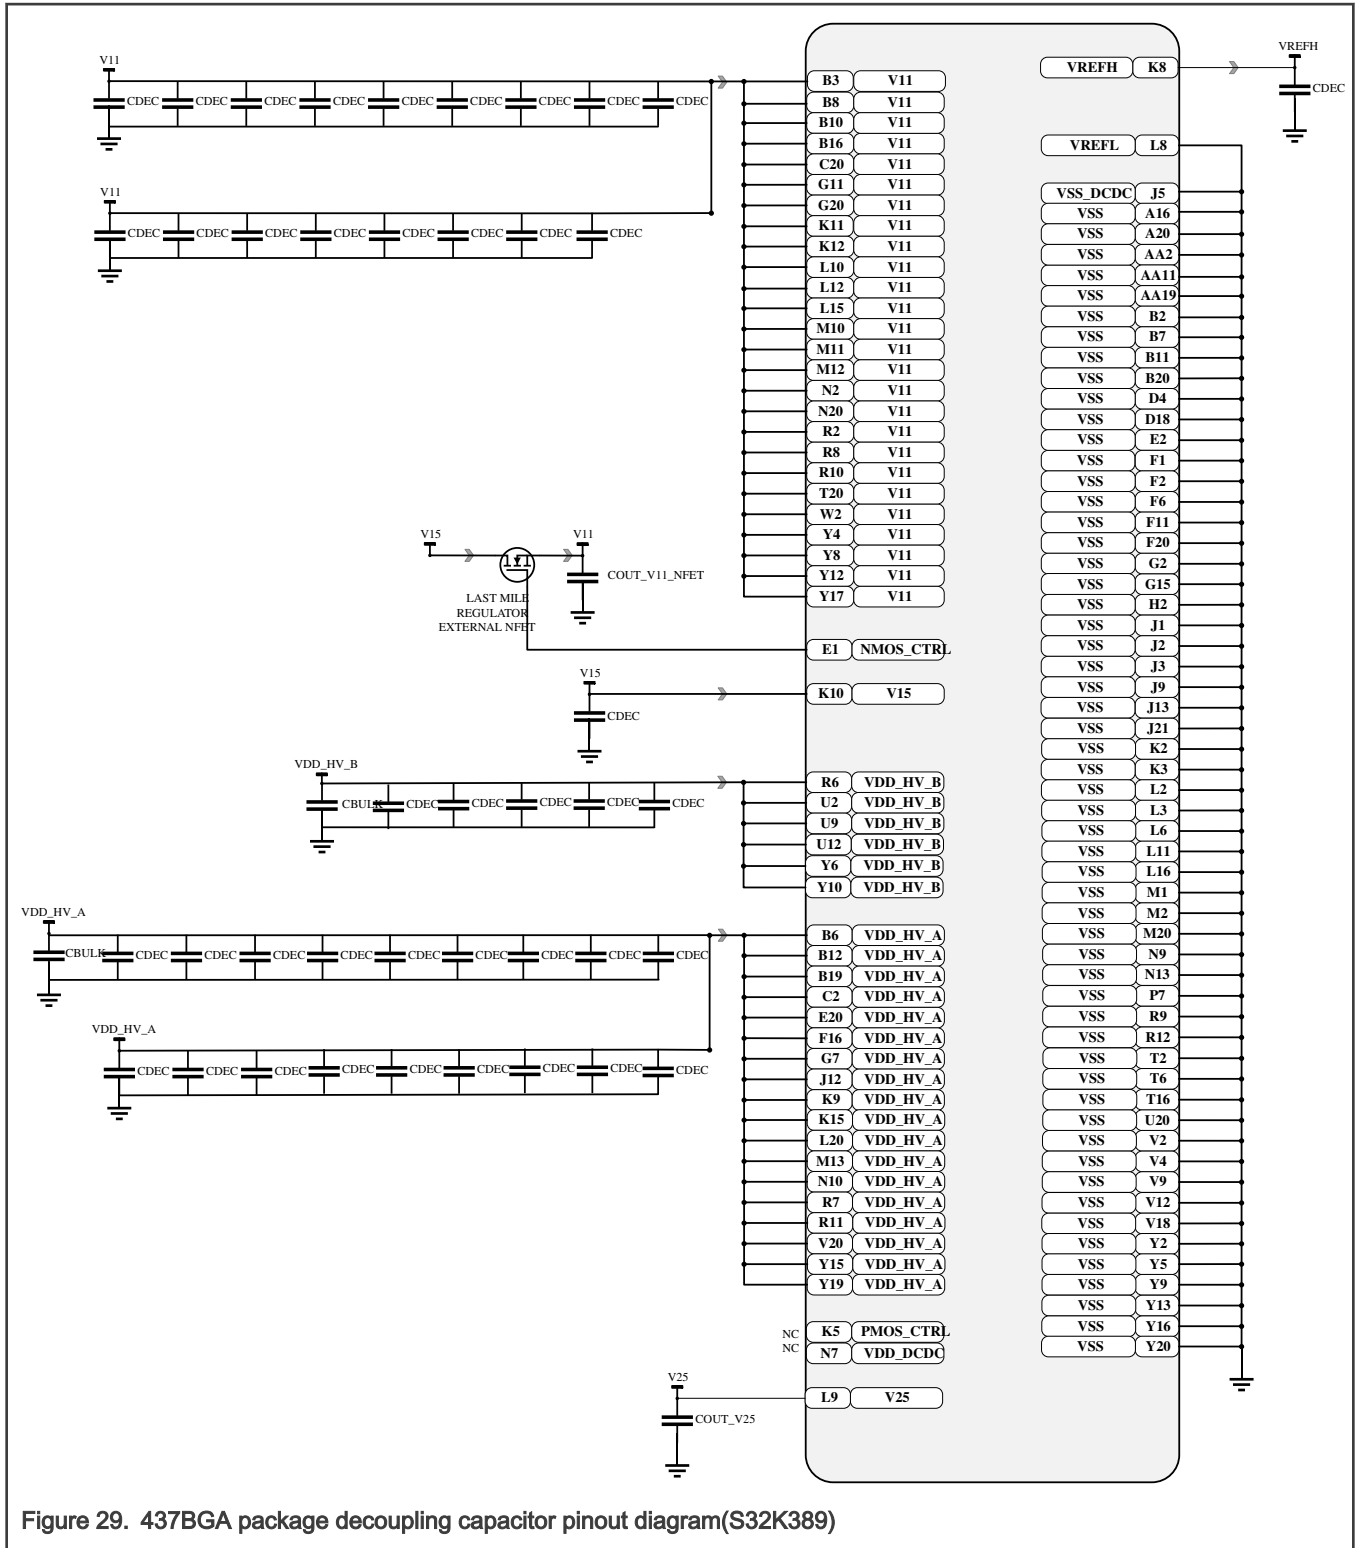 V11
CDEC CDEC CDEC CDEC CDEC CDEC CDEC CDEC CDEC
V11
CDEC CDEC CDEC CDEC CDEC CDEC CDEC CDEC
V15
V11
COUT_V11_NFET
LAST MILE
REGULATOR
EXTERNAL NFET
V15
CDEC
VDD_HV_B
CBULK CDEC CDEC CDEC CDEC CDEC
VDD_HV_A
CBULK CDEC CDEC CDEC CDEC CDEC CDEC CDEC CDEC CDEC
VDD_HV_A
CDEC CDEC CDEC CDEC CDEC CDEC CDEC CDEC CDEC
NC
NC
V25
COUT_V25
B3 V11
B8 V11
B10 V11
B16 V11
C20 V11
G11 V11
G20 V11
K11 V11
K12 V11
L10 V11
L12 V11
L15 V11
M10 V11
M11 V11
M12 V11
N2 V11
N20 V11
R2 V11
R8 V11
R10 V11
T20 V11
W2 V11
Y4 V11
Y8 V11
Y12 V11
Y17 V11
E1 NMOS_CTRL
K10 V15
R6 VDD_HV_B
U2 VDD_HV_B
U9 VDD_HV_B
U12 VDD_HV_B
Y6 VDD_HV_B
Y10 VDD_HV_B
B6 VDD_HV_A
B12 VDD_HV_A
B19 VDD_HV_A
C2 VDD_HV_A
E20 VDD_HV_A
F16 VDD_HV_A
G7 VDD_HV_A
J12 VDD_HV_A
K9 VDD_HV_A
K15 VDD_HV_A
L20 VDD_HV_A
M13 VDD_HV_A
N10 VDD_HV_A
R7 VDD_HV_A
R11 VDD_HV_A
V20 VDD_HV_A
Y15 VDD_HV_A
Y19 VDD_HV_A
K5 PMOS_CTRL
N7 VDD_DCDC
L9 V25
VREFH K8
VREFL L8
VSS_DCDC J5
VSS A16
VSS A20
VSS AA2
VSS AA11
VSS AA19
VSS B2
VSS B7
VSS B11
VSS B20
VSS D4
VSS D18
VSS E2
VSS F1
VSS F2
VSS F6
VSS F11
VSS F20
VSS G2
VSS G15
VSS H2
VSS J1
VSS J2
VSS J3
VSS J9
VSS J13
VSS J21
VSS K2
VSS K3
VSS L2
VSS L3
VSS L6
VSS L11
VSS L16
VSS M1
VSS M2
VSS M20
VSS N9
VSS N13
VSS P7
VSS R9
VSS R12
VSS T2
VSS T6
VSS T16
VSS U20
VSS V2
VSS V4
VSS V9
VSS V12
VSS V18
VSS Y2
VSS Y5
VSS Y9
VSS Y13
VSS Y16
VSS Y20
VREFH
CDEC
Figure 29. 437BGA package decoupling capacitor pinout diagram(S32K389)